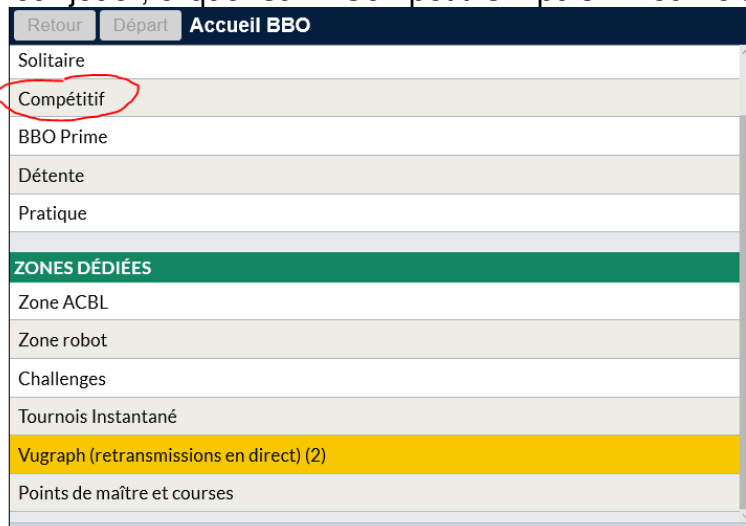 Retour Départ Accueil BBO
Solitaire
Compétitif
BBO Prime
Détente
Pratique
ZONES DÉDIÉES
Zone ACBL
Zone robot
Challenges
Tournois Instantané
Vugraph (retransmissions en direct) (2)
Points de maître et courses